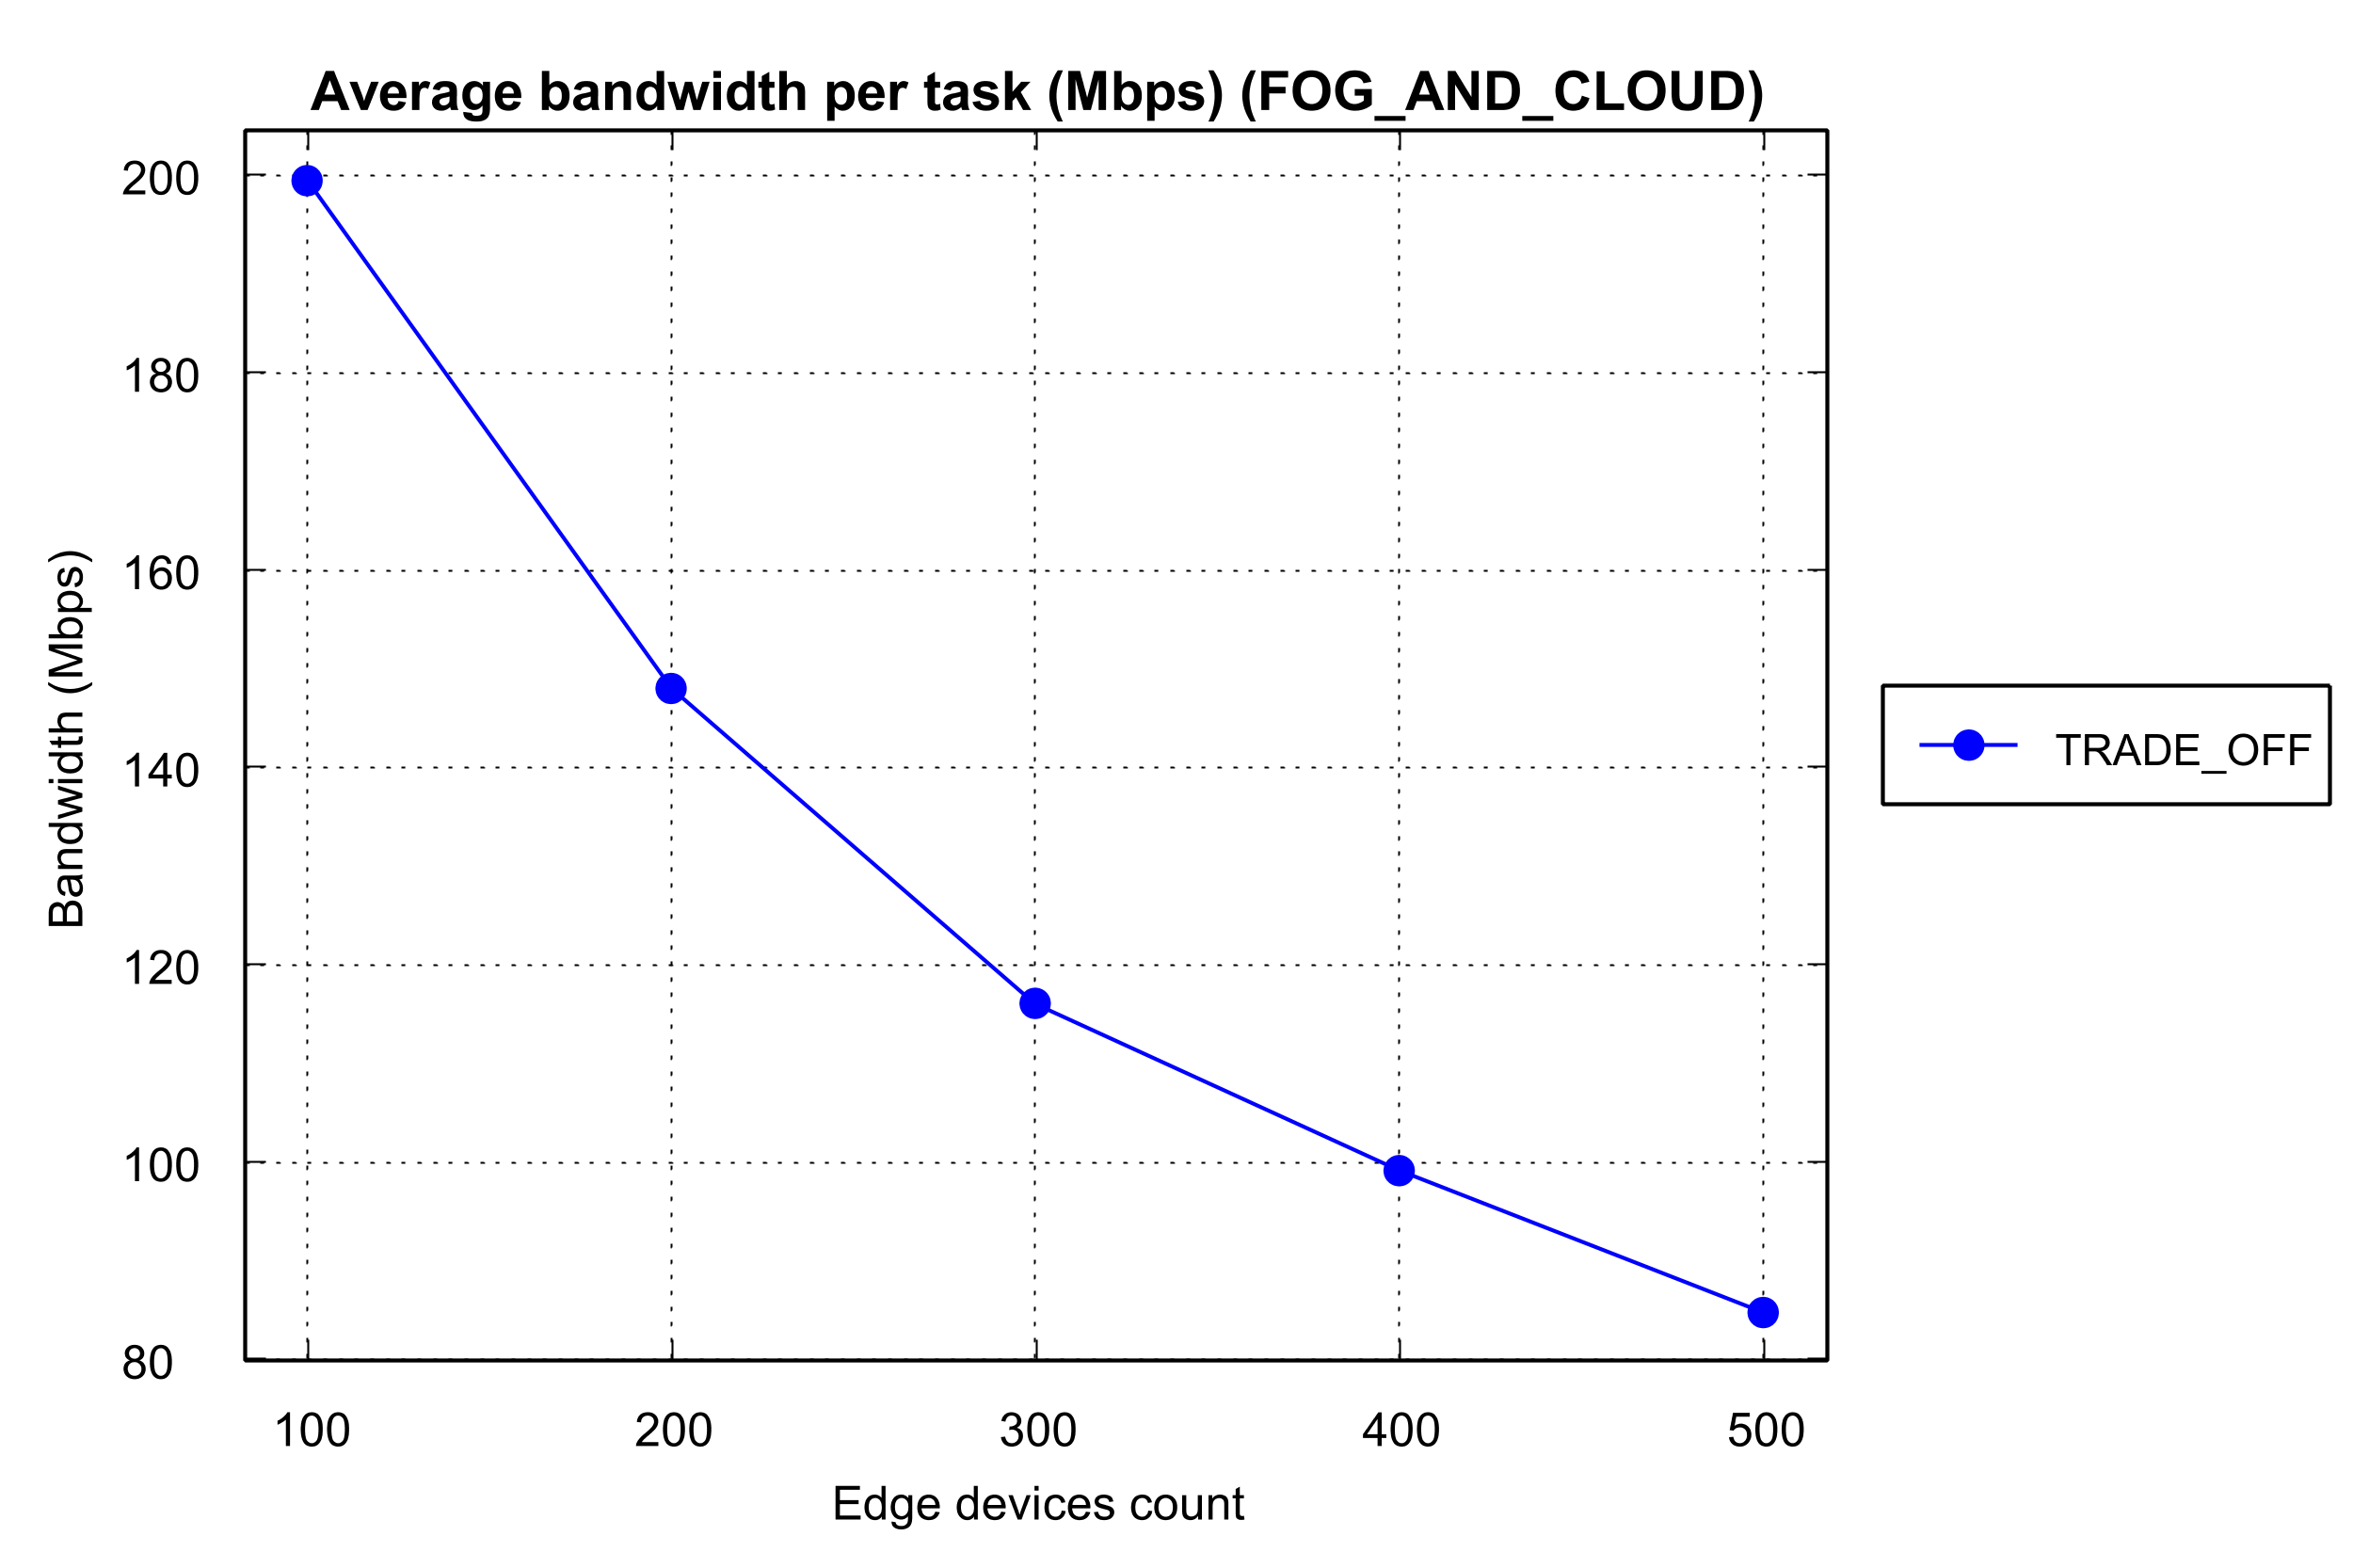 Average bandwidth per task (Mbps) (FOG_AND_CLOUD)
200
180
160
140
120
100
80
Bandwidth (Mbps)
100 200 300 400 500
Edge devices count
TRADE_OFF